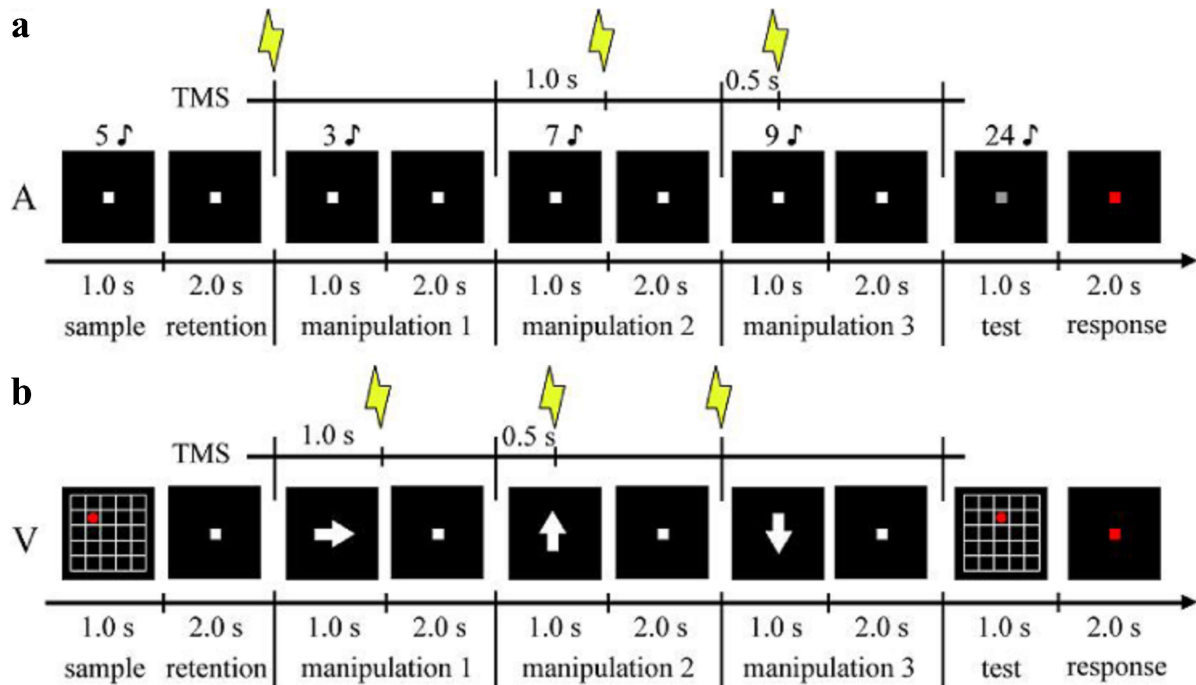 a
1.0 s 0.5 s
TMS
5 ♪ 3 ♪ 7 ♪ 9 ♪ 24 ♪
A
1.0 s 2.0 s 1.0 s 2.0 s 1.0 s 2.0 s 1.0 s 2.0 s 1.0 s 2.0 s
sample retention manipulation 1 manipulation 2 manipulation 3 test response
b
1.0 s 0.5 s
TMS
V
1.0 s 2.0 s 1.0 s 2.0 s 1.0 s 2.0 s 1.0 s 2.0 s 1.0 s 2.0 s
sample retention manipulation 1 manipulation 2 manipulation 3 test response